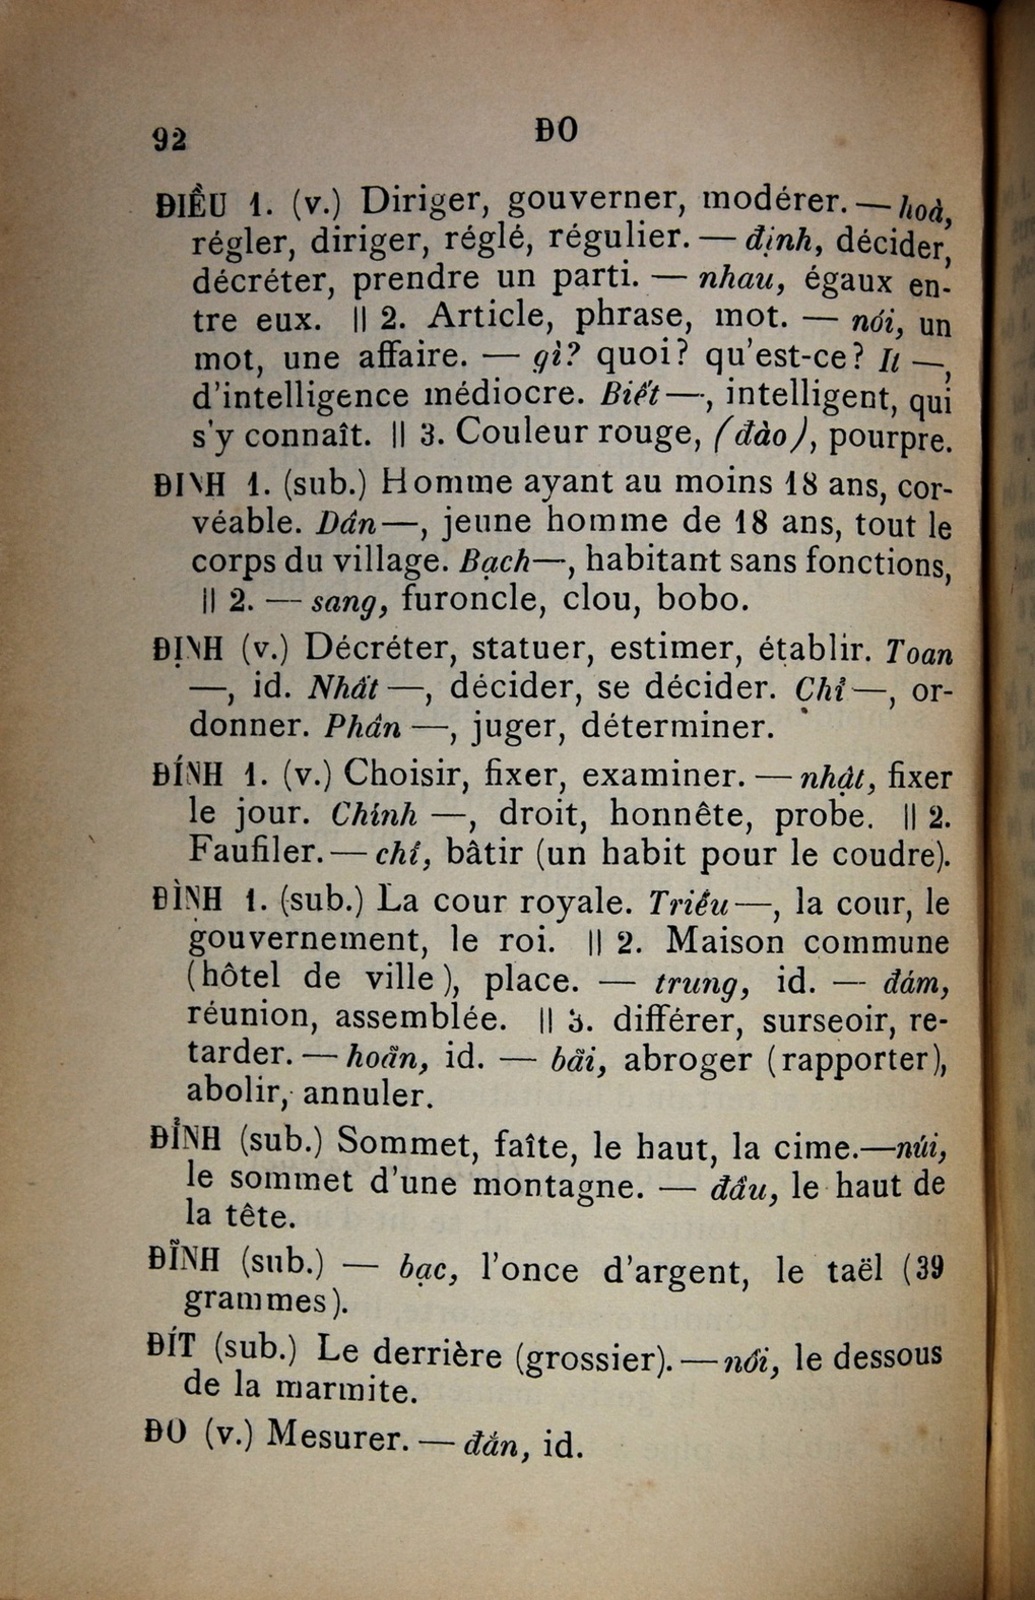 92
ĐO
ĐIỀU 1. (v.) Diriger, gouverner, modérer. — hoà,
régler, diriger, réglé, régulier. — định, décider,
décréter, prendre un parti. — nhau, égaux en-
tre eux. || 2. Article, phrase, mot. — nói, un
mot, une affaire. — gì? quoi? qu'est-ce? Ít —,
d'intelligence médiocre. Biết —, intelligent, qui
s'y connaît. || 3. Couleur rouge, (đào), pourpre.
ĐINH 1. (sub.) Homme ayant au moins 18 ans, cor-
véable. Dân —, jeune homme de 18 ans, tout le
corps du village. Bạch —, habitant sans fonctions,
|| 2. — sang, furoncle, clou, bobo.
ĐỊNH (v.) Décréter, statuer, estimer, établir. Toan
—, id. Nhất —, décider, se décider. Chỉ —, or-
donner. Phân —, juger, déterminer.
ĐÍNH 1. (v.) Choisir, fixer, examiner. — nhật, fixer
le jour. Chính —, droit, honnête, probe. || 2.
Faufiler. — chỉ, bâtir (un habit pour le coudre).
ĐÌNH 1. (sub.) La cour royale. Triều —, la cour, le
gouvernement, le roi. || 2. Maison commune
(hôtel de ville), place. — trung, id. — đám,
réunion, assemblée. || 3. différer, surseoir, re-
tarder. — hoãn, id. — bãi, abroger (rapporter),
abolir, annuler.
ĐỈNH (sub.) Sommet, faîte, le haut, la cime. — núi,
le sommet d'une montagne. — đầu, le haut de
la tête.
ĐĨNH (sub.) — bạc, l'once d'argent, le taël (39
grammes).
ĐÍT (sub.) Le derrière (grossier). — nồi, le dessous
de la marmite.
ĐO (v.) Mesurer. — đắn, id.